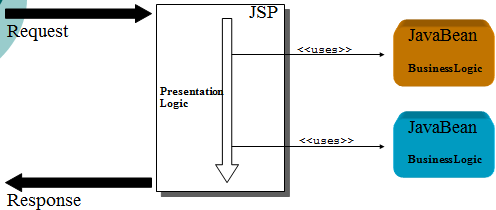 Request
JSP
Presentation
Logic
<<uses>>
JavaBean
BusinessLogic
<<uses>>
JavaBean
BusinessLogic
Response